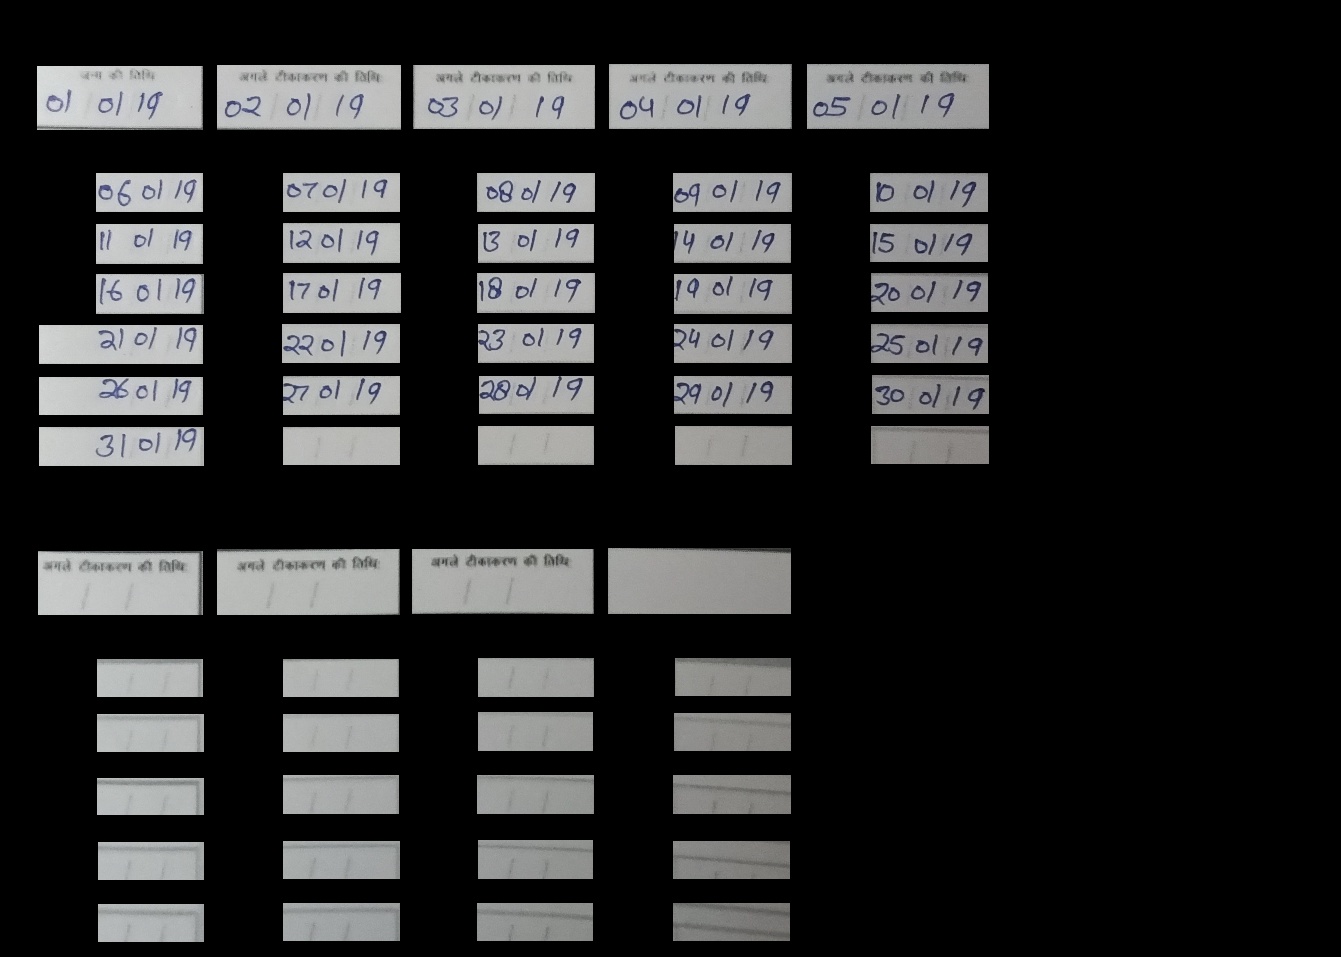 जन्म की तिथि अगले टीकाकरण की तिथि: अगले टीकाकरण की तिथि: अगले टीकाकरण की तिथि: अगले टीकाकरण की तिथि:
01/01/19 02/01/19 03/01/19 04/01/19 05/01/19
06 01/19 07 01/19 08 01/19 09 01/19 10 01/19
11 01/19 12 01/19 13 01/19 14 01/19 15 01/19
16 01/19 17 01/19 18 01/19 19 01/19 20 01/19
21 01/19 22 01/19 23 01/19 24 01/19 25 01/19
26 01/19 27 01/19 28 01/19 29 01/19 30 01/19
31 01/19 / / / / / / / /
अगले टीकाकरण की तिथि: अगले टीकाकरण की तिथि: अगले टीकाकरण की तिथि:
/ / / / / /
/ / / / / / / /
/ / / / / / / /
/ / / / / / / /
/ / / / / / / /
/ / / / / /